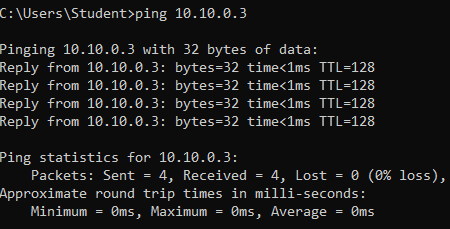 C:\Users\Student>ping 10.10.0.3
Pinging 10.10.0.3 with 32 bytes of data:
Reply from 10.10.0.3: bytes=32 time<1ms TTL=128
Reply from 10.10.0.3: bytes=32 time<1ms TTL=128
Reply from 10.10.0.3: bytes=32 time<1ms TTL=128
Reply from 10.10.0.3: bytes=32 time<1ms TTL=128
Ping statistics for 10.10.0.3:
    Packets: Sent = 4, Received = 4, Lost = 0 (0% loss),
Approximate round trip times in milli-seconds:
    Minimum = 0ms, Maximum = 0ms, Average = 0ms